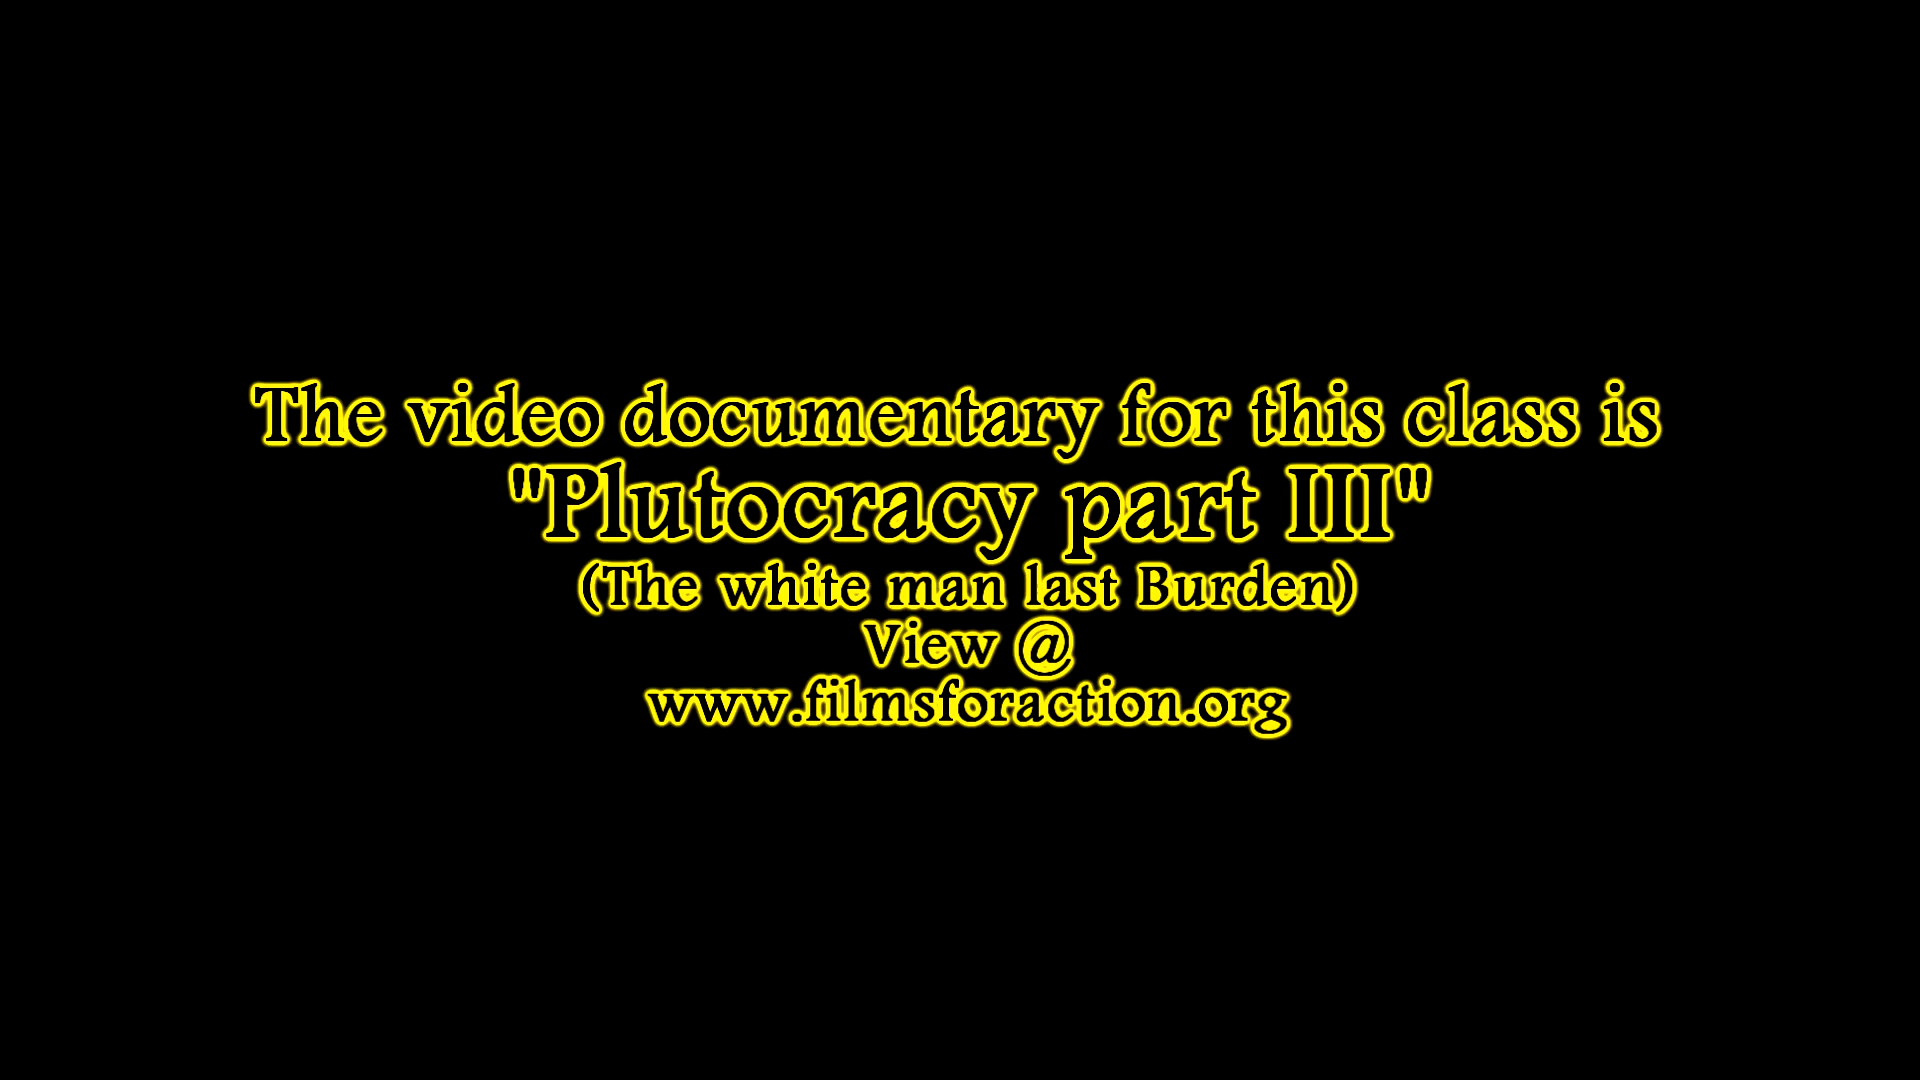 The video documentary for this class is
"Plutocracy part III"
(The white man last Burden)
View @
www.filmsforaction.org